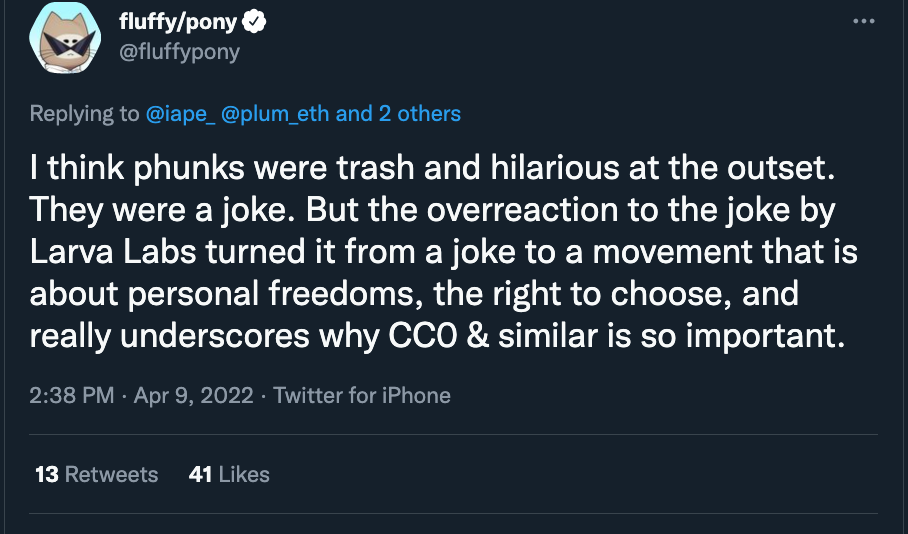 fluffy/pony
@fluffypony
Replying to @iape_ @plum_eth and 2 others
I think phunks were trash and hilarious at the outset.
They were a joke. But the overreaction to the joke by
Larva Labs turned it from a joke to a movement that is
about personal freedoms, the right to choose, and
really underscores why CC0 & similar is so important.
2:38 PM · Apr 9, 2022 · Twitter for iPhone
13 Retweets 41 Likes